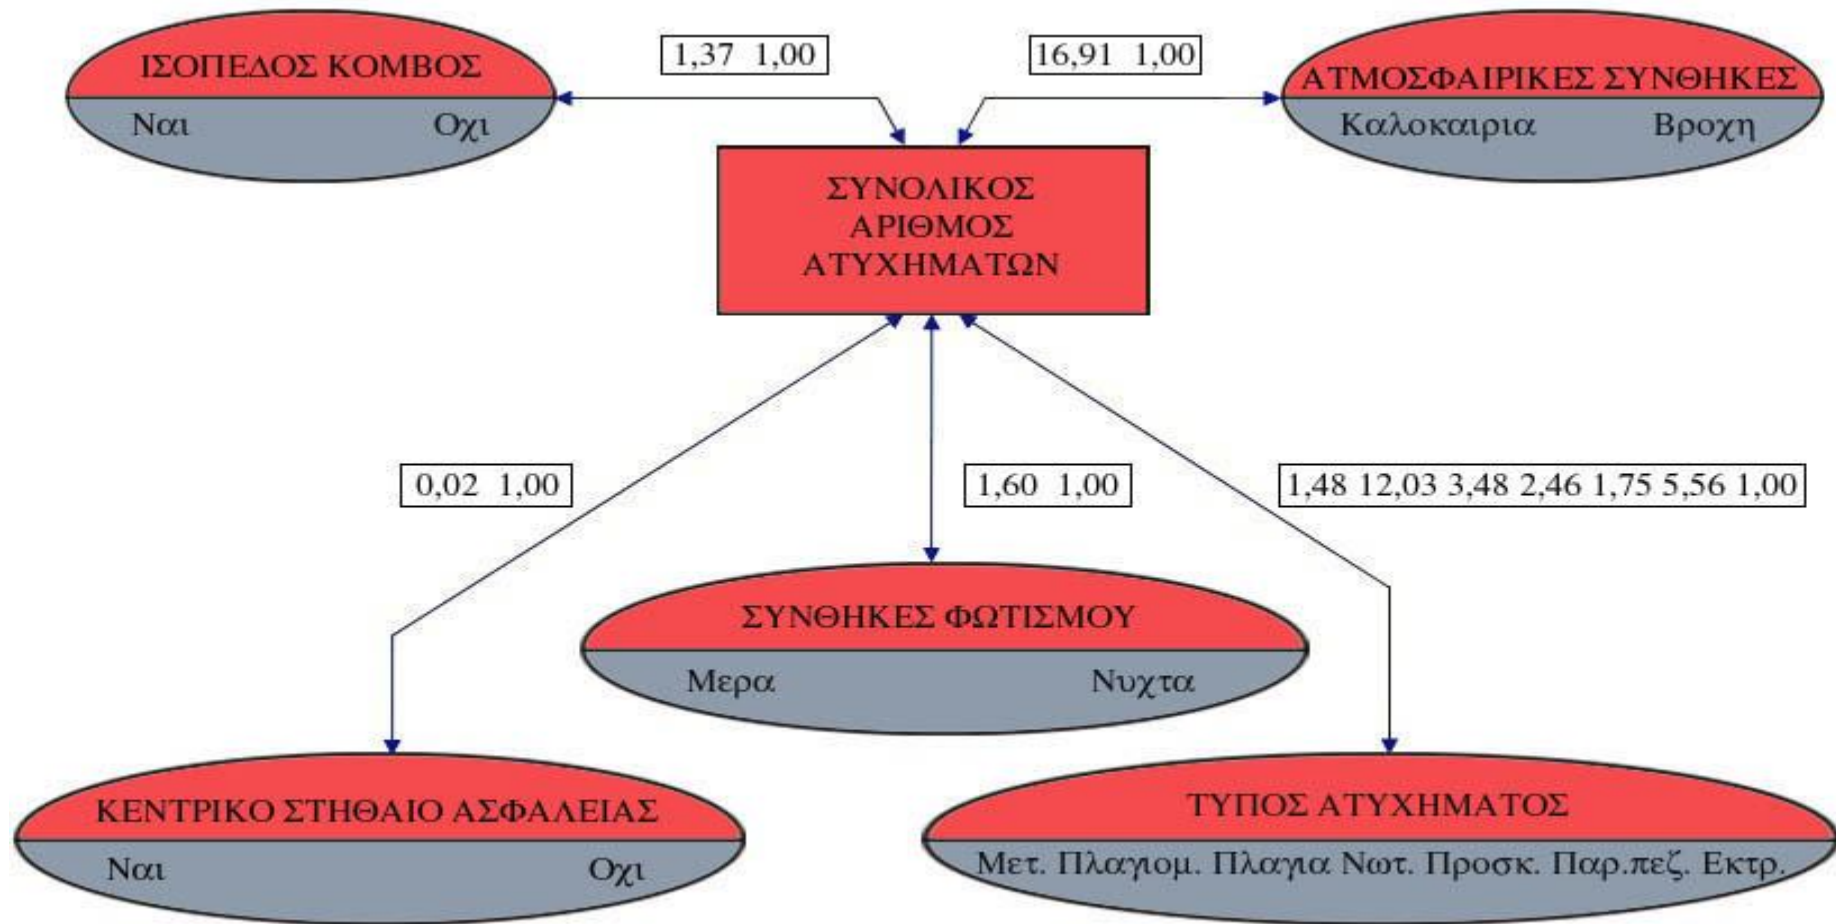 ΙΣΟΠΕΔΟΣ ΚΟΜΒΟΣ
Ναι Οχι
1,37 1,00
16,91 1,00
ΑΤΜΟΣΦΑΙΡΙΚΕΣ ΣΥΝΘΗΚΕΣ
Καλοκαιρια Βροχη
ΣΥΝΟΛΙΚΟΣ
ΑΡΙΘΜΟΣ
ΑΤΥΧΗΜΑΤΩΝ
0,02 1,00
1,60 1,00
1,48 12,03 3,48 2,46 1,75 5,56 1,00
ΣΥΝΘΗΚΕΣ ΦΩΤΙΣΜΟΥ
Μερα Νυχτα
ΚΕΝΤΡΙΚΟ ΣΤΗΘΑΙΟ ΑΣΦΑΛΕΙΑΣ
Ναι Οχι
ΤΥΠΟΣ ΑΤΥΧΗΜΑΤΟΣ
Μετ. Πλαγιομ. Πλαγια Νωτ. Προσκ. Παρ.πεζ. Εκτρ.